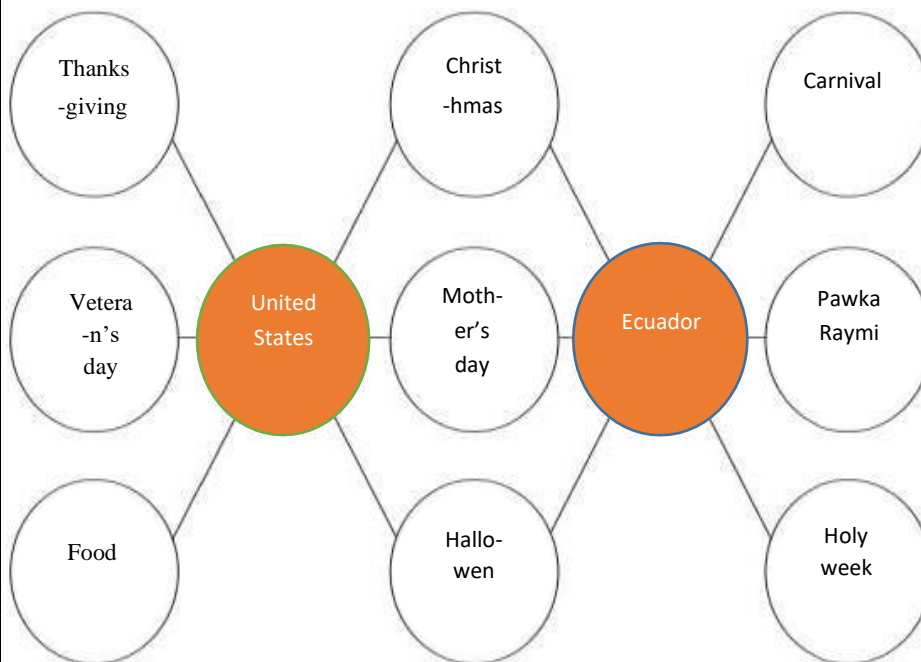 Thanks
-giving
Christ
-hmas
Carnival
Vetera
-n's
day
United
States
Moth-
er's
day
Ecuador
Pawka
Raymi
Food
Hallo-
wen
Holy
week